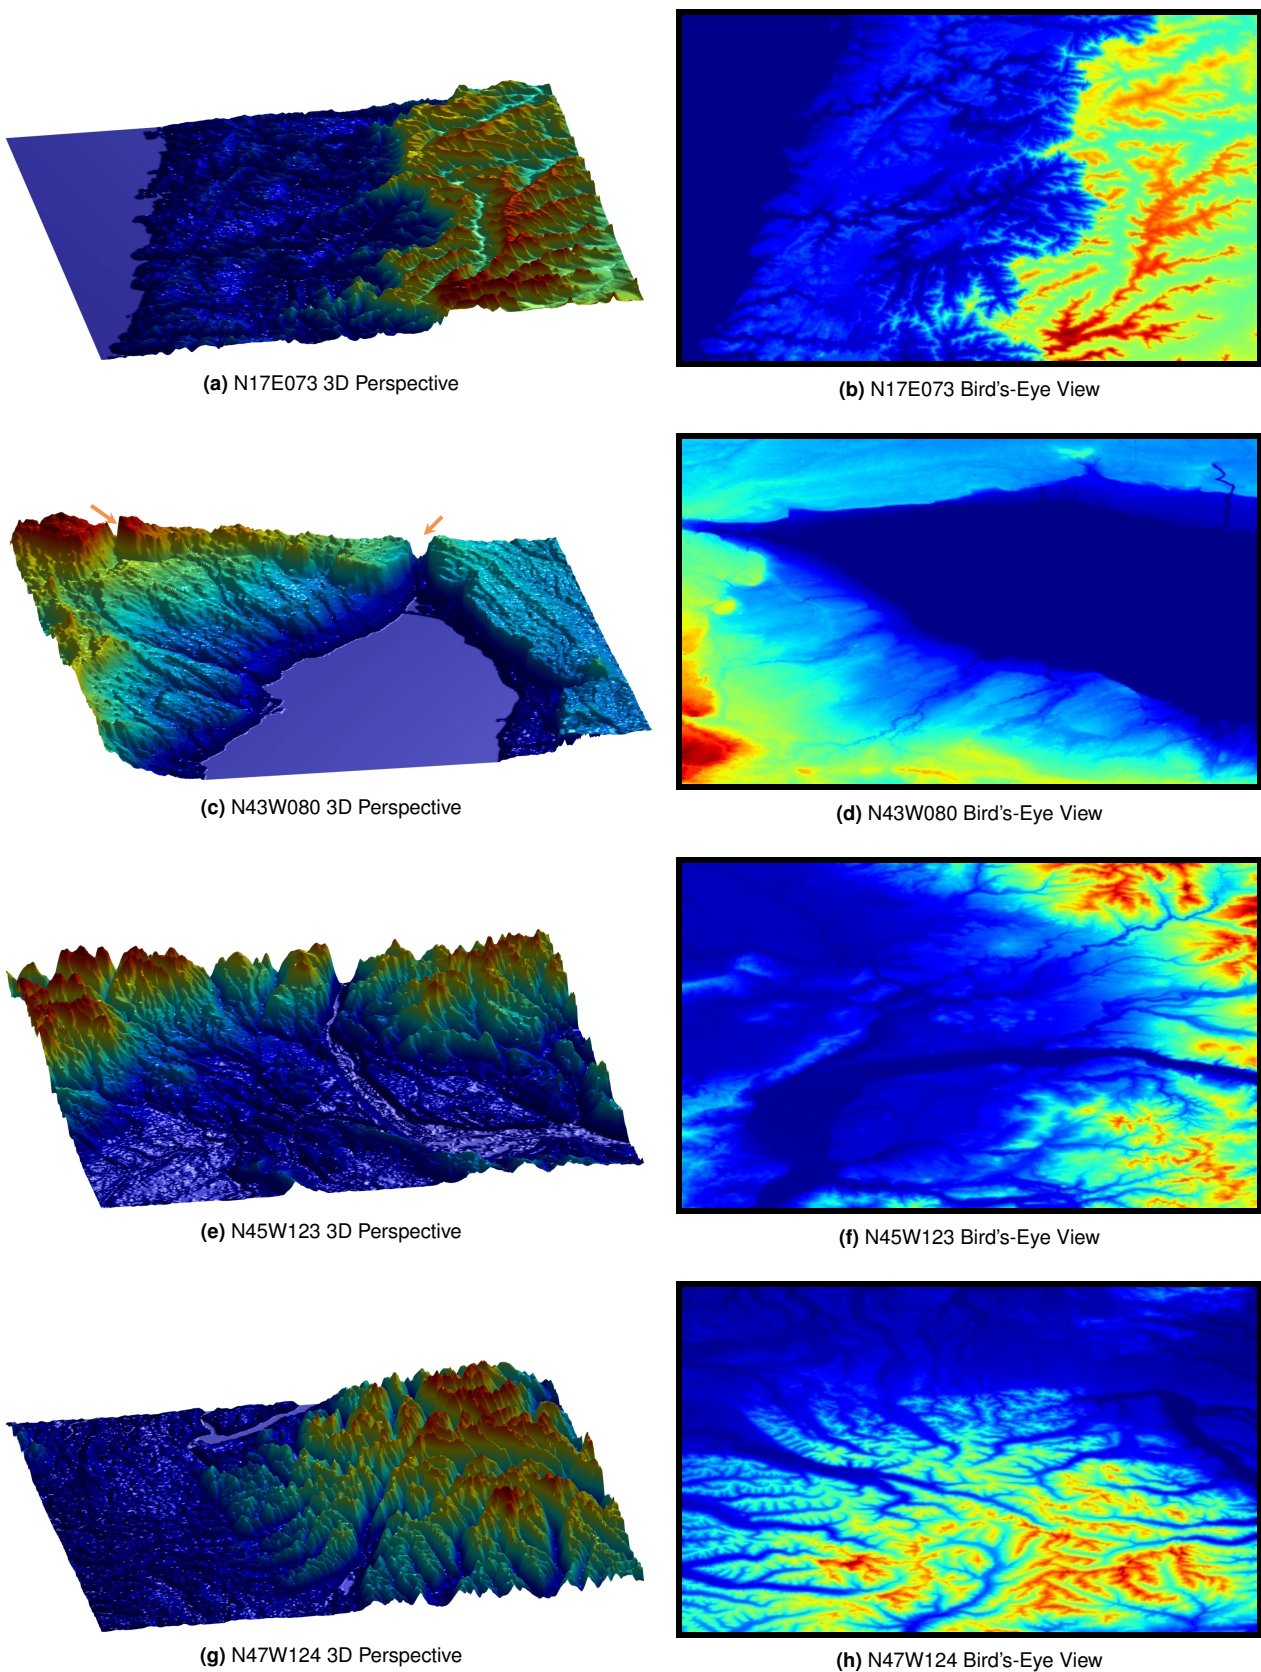 (a) N17E073 3D Perspective
(b) N17E073 Bird's-Eye View
(c) N43W080 3D Perspective
(d) N43W080 Bird's-Eye View
(e) N45W123 3D Perspective
(f) N45W123 Bird's-Eye View
(g) N47W124 3D Perspective
(h) N47W124 Bird's-Eye View